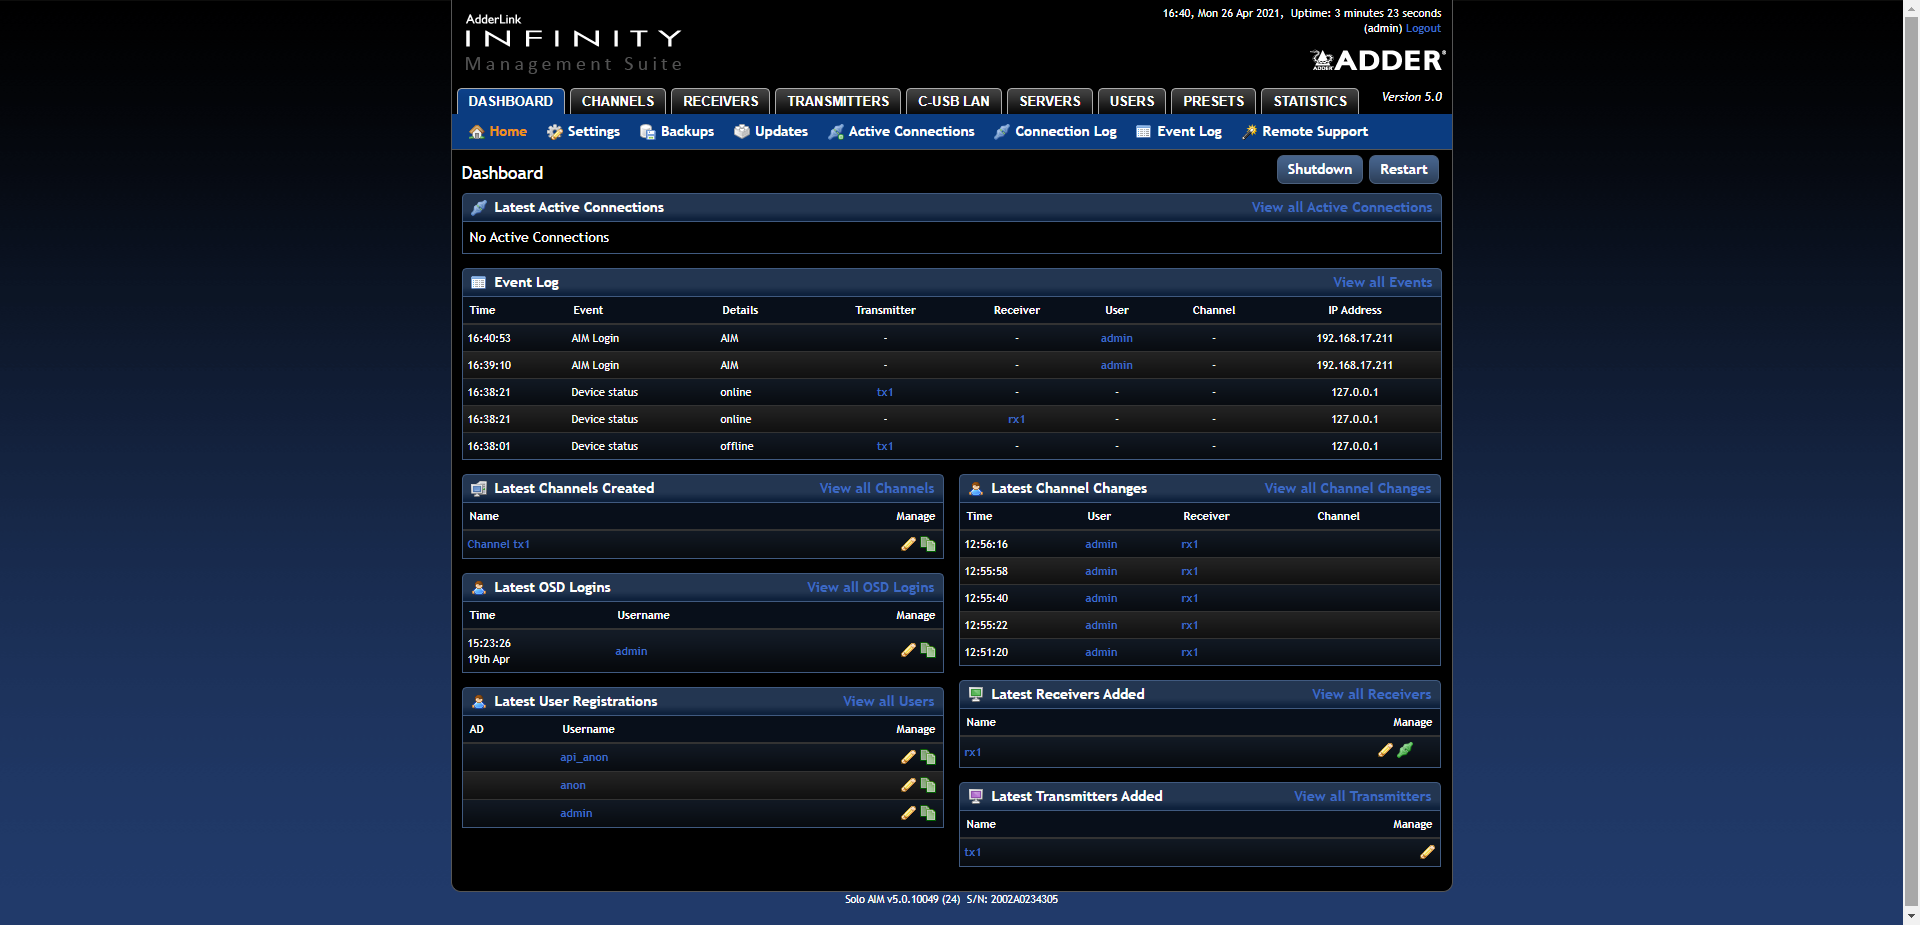 AdderLink
INFINITY
Management Suite
16:40, Mon 26 Apr 2021, Uptime: 3 minutes 23 seconds
(admin) Logout
ADDER
ADDER®
DASHBOARD CHANNELS RECEIVERS TRANSMITTERS C-USB LAN SERVERS USERS PRESETS STATISTICS Version 5.0
Home Settings Backups Updates Active Connections Connection Log Event Log Remote Support
Dashboard Shutdown Restart
Latest Active Connections View all Active Connections
No Active Connections
Event Log View all Events
Time Event Details Transmitter Receiver User Channel IP Address
16:40:53 AIM Login AIM - - admin - 192.168.17.211
16:39:10 AIM Login AIM - - admin - 192.168.17.211
16:38:21 Device status online tx1 - - - 127.0.0.1
16:38:21 Device status online - rx1 - - 127.0.0.1
16:38:01 Device status offline tx1 - - - 127.0.0.1
Latest Channels Created View all Channels
Name Manage
Channel tx1
Latest OSD Logins View all OSD Logins
Time Username Manage
15:23:26
19th Apr
admin
Latest User Registrations View all Users
AD Username Manage
api_anon
anon
admin
Latest Channel Changes View all Channel Changes
Time User Receiver Channel
12:56:16 admin rx1
12:55:58 admin rx1
12:55:40 admin rx1
12:55:22 admin rx1
12:51:20 admin rx1
Latest Receivers Added View all Receivers
Name Manage
rx1
Latest Transmitters Added View all Transmitters
Name Manage
tx1
Solo AIM v5.0.10049 (24) S/N: 2002A0234305